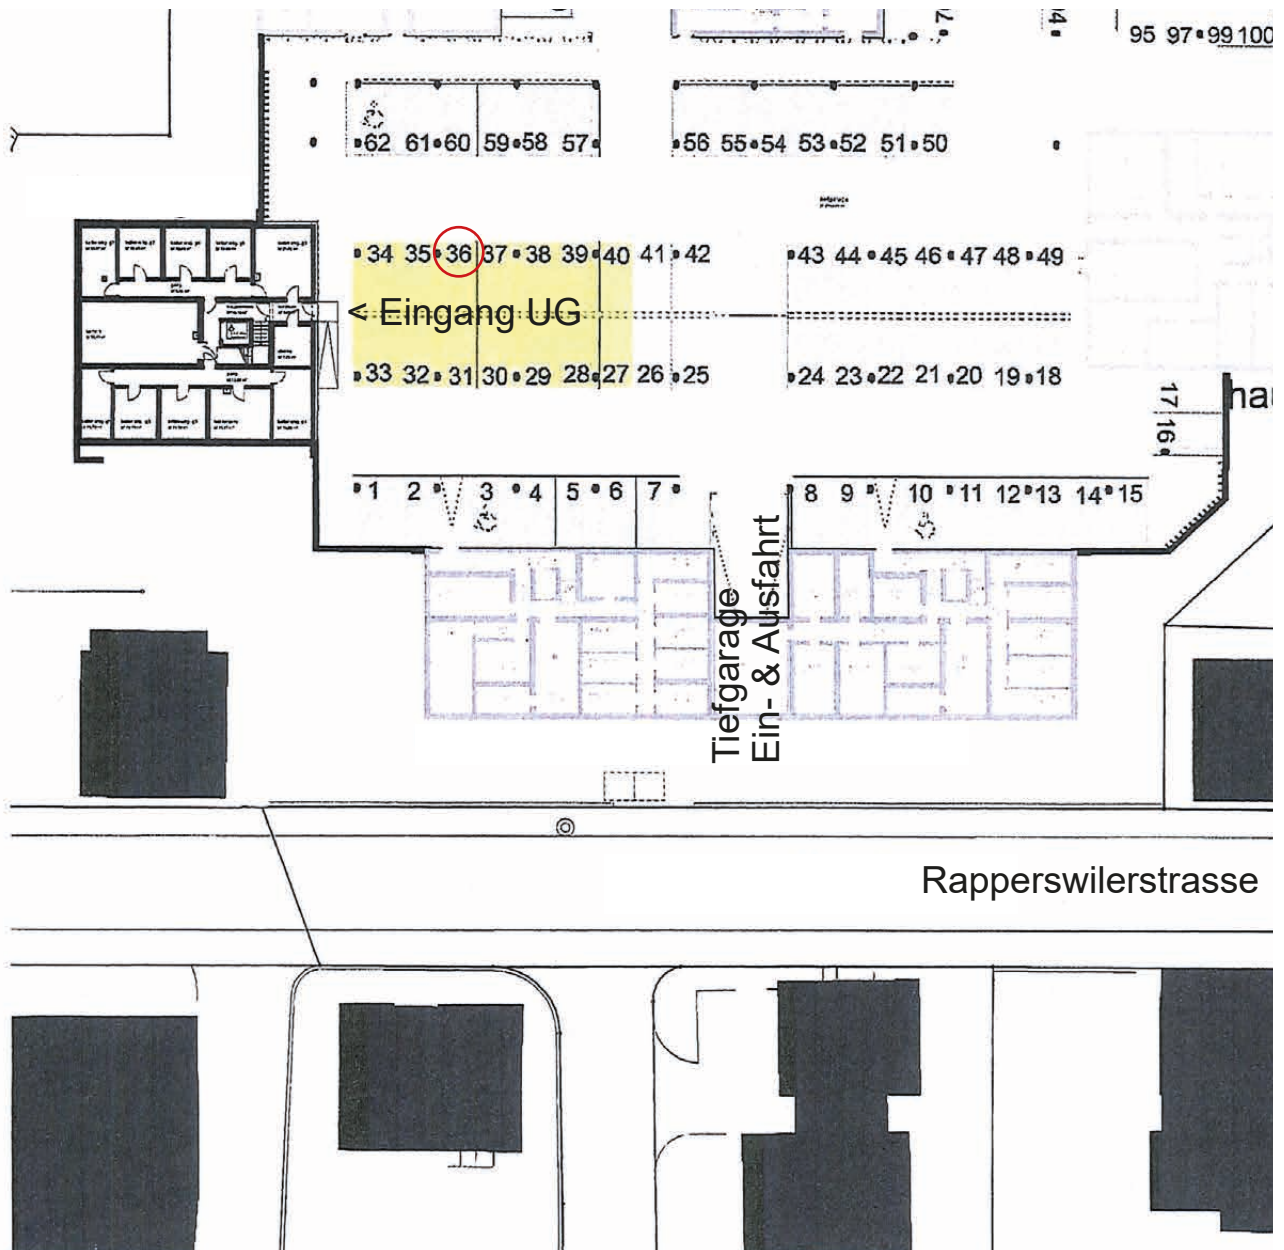 95 97 99 100
62 61 60 59 58 57 56 55 54 53 52 51 50
34 35 36 37 38 39 40 41 42 43 44 45 46 47 48 49
< Eingang UG
33 32 31 30 29 28 27 26 25 24 23 22 21 20 19 18
17
16
1 2 3 4 5 6 7 8 9 10 11 12 13 14 15
Tiefgarage
Ein- & Ausfahrt
Rapperswilerstrasse